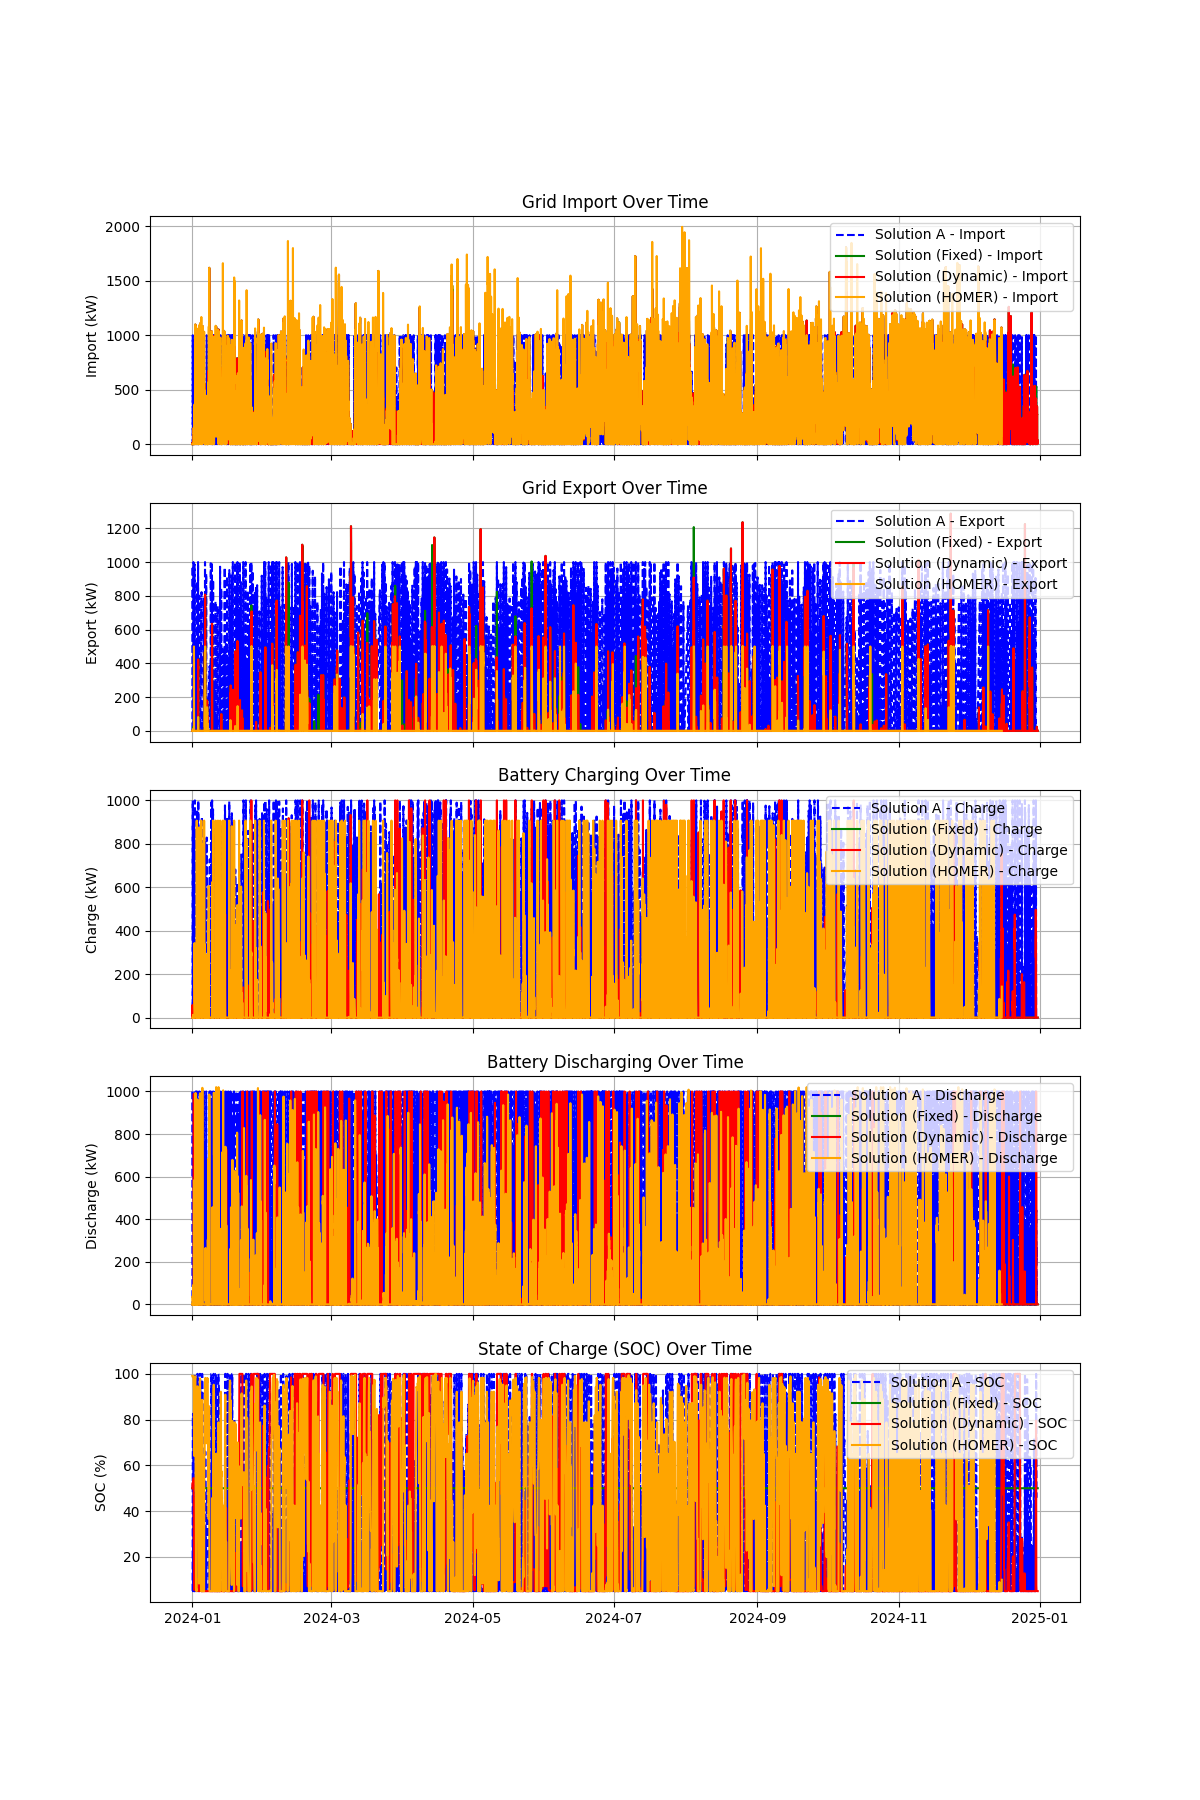 Grid Import Over Time
2000
1500
1000
500
0
Import (kW)
Solution A - Import
Solution (Fixed) - Import
Solution (Dynamic) - Import
Solution (HOMER) - Import
Grid Export Over Time
1200
1000
800
600
400
200
0
Export (kW)
Solution A - Export
Solution (Fixed) - Export
Solution (Dynamic) - Export
Solution (HOMER) - Export
Battery Charging Over Time
1000
800
600
400
200
0
Charge (kW)
Solution A - Charge
Solution (Fixed) - Charge
Solution (Dynamic) - Charge
Solution (HOMER) - Charge
Battery Discharging Over Time
1000
800
600
400
200
0
Discharge (kW)
Solution A - Discharge
Solution (Fixed) - Discharge
Solution (Dynamic) - Discharge
Solution (HOMER) - Discharge
State of Charge (SOC) Over Time
100
80
60
40
20
SOC (%)
Solution A - SOC
Solution (Fixed) - SOC
Solution (Dynamic) - SOC
Solution (HOMER) - SOC
2024-01 2024-03 2024-05 2024-07 2024-09 2024-11 2025-01